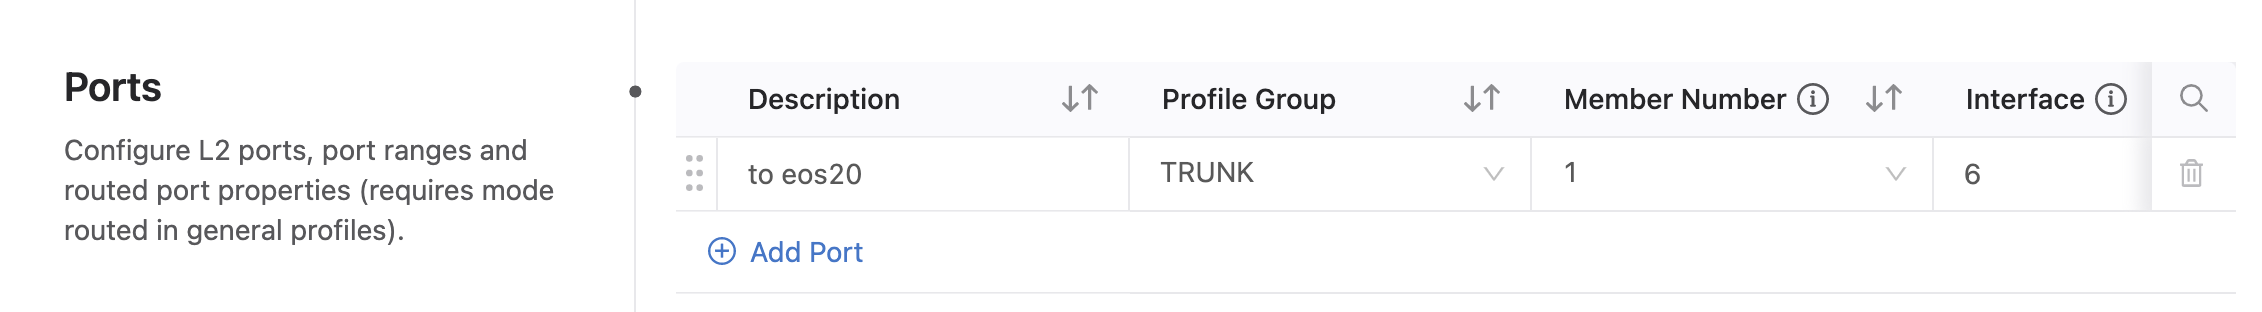 Ports
Configure L2 ports, port ranges and
routed port properties (requires mode
routed in general profiles).
Description Profile Group Member Number Interface
to eos20 TRUNK 1 6
Add Port